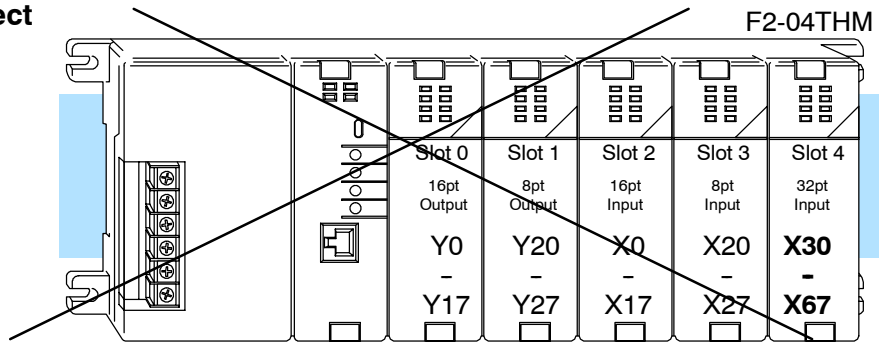 ect
F2-04THM
Slot 0 Slot 1 Slot 2 Slot 3 Slot 4
16pt 8pt 16pt 8pt 32pt
Output Output Input Input Input
Y0 Y20 X0 X20 X30
– – – – –
Y17 Y27 X17 X27 X67